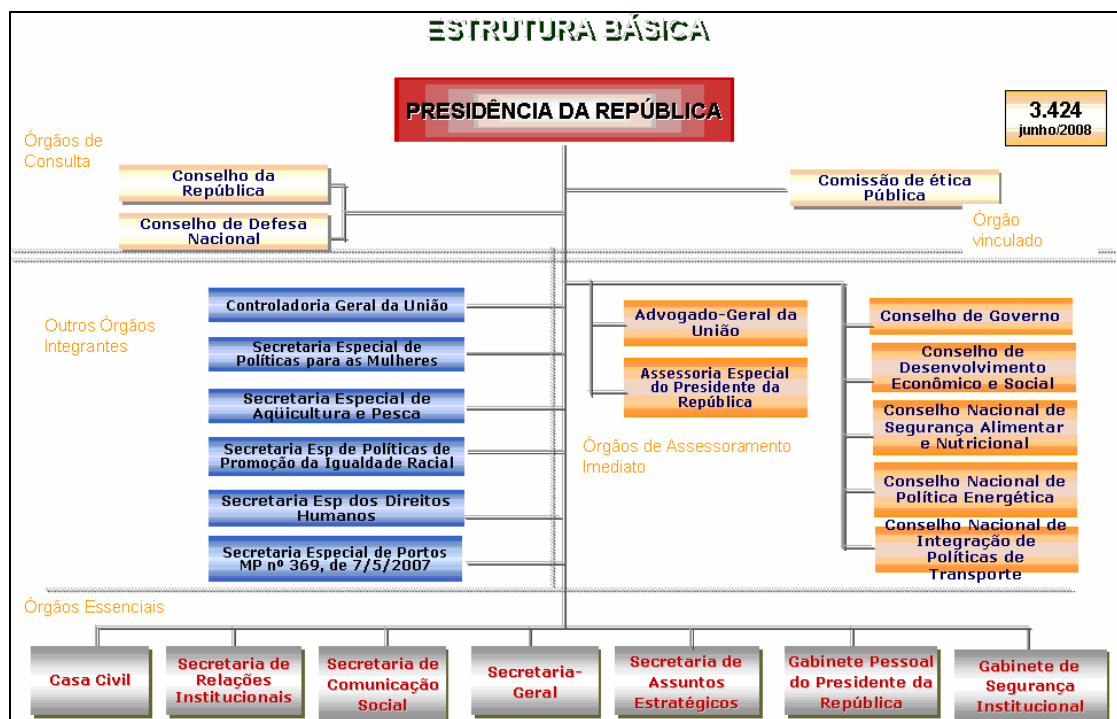 ESTRUTURA BÁSICA
PRESIDÊNCIA DA REPÚBLICA
3.424
junho/2008
Órgãos de
Consulta
Conselho da
República
Conselho de Defesa
Nacional
Comissão de ética
Pública
Órgão
vinculado
Outros Órgãos
Integrantes
Controladoria Geral da União
Secretaria Especial de
Políticas para as Mulheres
Secretaria Especial de
Aqüicultura e Pesca
Secretaria Esp de Políticas de
Promoção da Igualdade Racial
Secretaria Esp dos Direitos
Humanos
Secretaria Especial de Portos
MP nº 369, de 7/5/2007
Advogado-Geral da
União
Assessoria Especial
do Presidente da
República
Órgãos de Assessoramento
Imediato
Conselho de Governo
Conselho de
Desenvolvimento
Econômico e Social
Conselho Nacional de
Segurança Alimentar
e Nutricional
Conselho Nacional de
Política Energética
Conselho Nacional de
Integração de
Políticas de
Transporte
Órgãos Essenciais
Casa Civil
Secretaria de
Relações
Institucionais
Secretaria de
Comunicação
Social
Secretaria-
Geral
Secretaria de
Assuntos
Estratégicos
Gabinete Pessoal
do Presidente da
República
Gabinete de
Segurança
Institucional